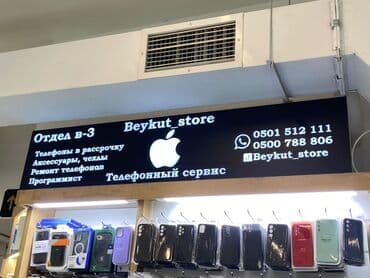 Beykut_store
Отдел в-3
Телефоны в рассрочку
Аксессуары, чехлы
Ремонт телефонов
Программист
Телефонный сервис
0501 512 111
0500 788 806
Beykut_store